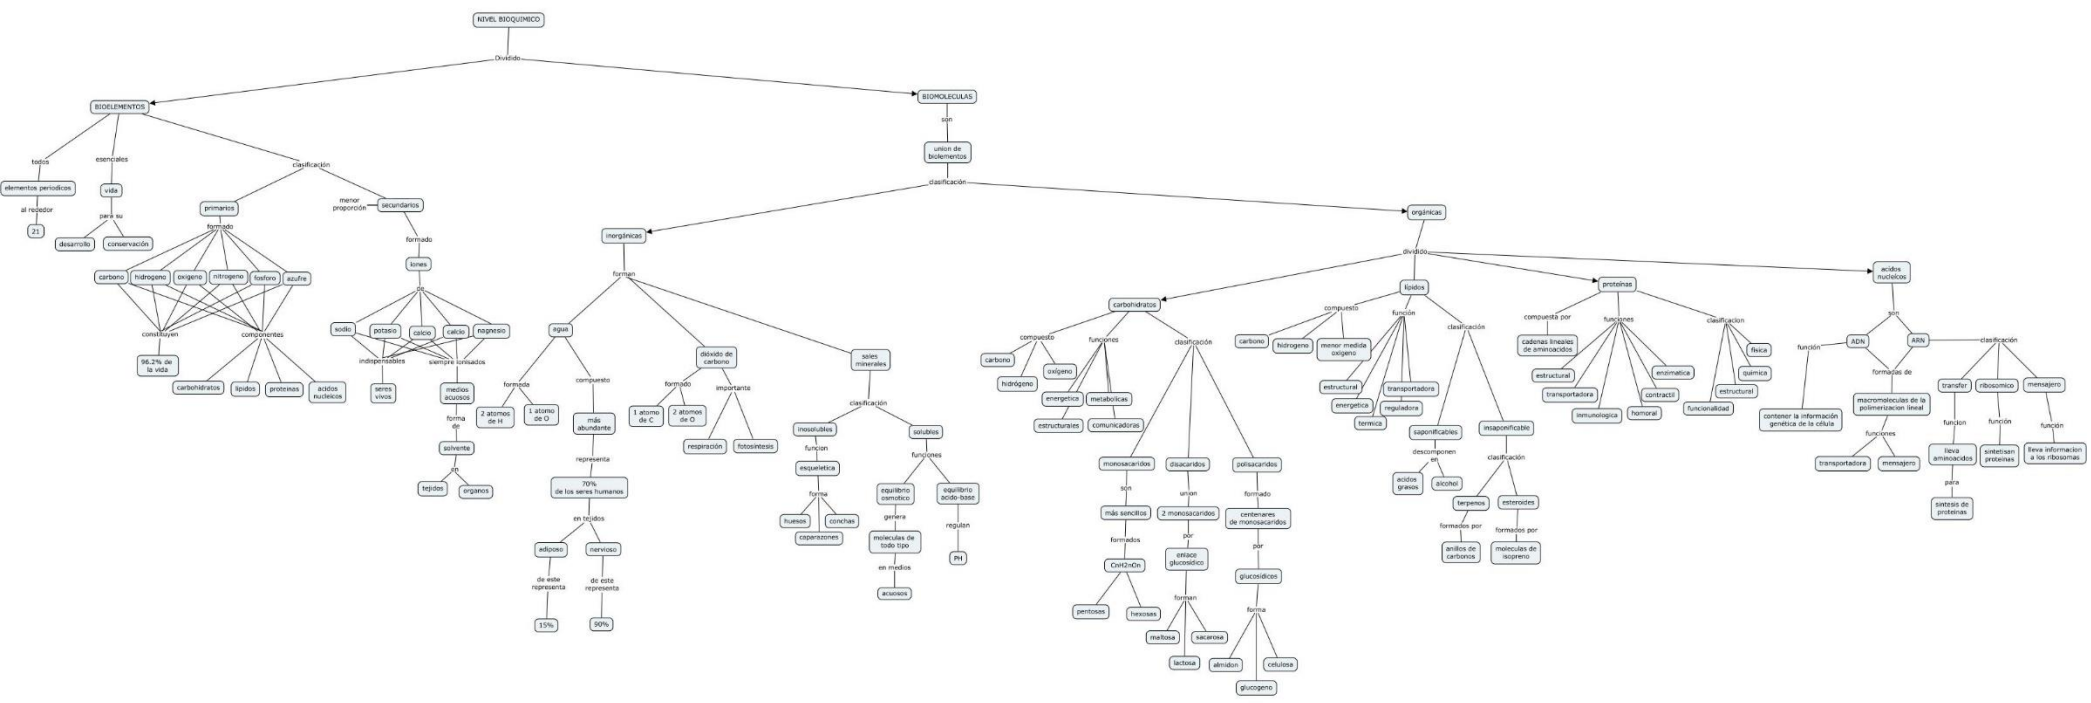 NIVEL BIOQUIMICO
Dividido
BIOELEMENTOS
BIOMOLECULAS
todos
esenciales
clasificación
elementos periodicos
vida
al rededor
para su
21
desarrollo
conservación
primarios
formado
carbono
hidrogeno
oxigeno
nitrogeno
fosforo
azufre
constituyen
componentes
96.2% de
la vida
carbohidratos
lipidos
proteinas
acidos
nucleicos
menor
proporción
secundarios
formado
iones
de
sodio
potasio
calcio
calcio
nagnesio
indispensables
siempre ionisados
seres
vivos
medios
acuosos
forma
de
solvente
en
tejidos
organos
son
union de
biolementos
clasificación
inorgánicas
orgánicas
forman
agua
formada
compuesto
2 atomos
de H
1 atomo
de O
más
abundante
representa
70%
de los seres humanos
en tejidos
adiposo
nervioso
de este
representa
de este
representa
15%
90%
dióxido de
carbono
formado
importante
1 atomo
de C
2 atomos
de O
respiración
fotosintesis
sales
minerales
clasificación
inosolubles
solubles
funcion
funciones
esqueletica
forma
huesos
conchas
caparazones
equilibrio
osmotico
equilibrio
acido-base
genera
regulan
moleculas de
todo tipo
PH
en medios
acuosos
dividido
carbohidratos
compuesto
funciones
clasificación
carbono
oxígeno
hidrógeno
energetica
metabolicas
estructurales
comunicadoras
monosacaridos
disacaridos
polisacaridos
son
union
formado
más sencillos
2 monosacaridos
centenares
de monosacaridos
formados
por
por
CnH2nOn
enlace
glucosídico
glucosídicos
pentosas
hexosas
forman
forma
maltosa
sacarosa
lactosa
almidon
celulosa
glucogeno
lípidos
compuesto
función
clasificación
carbono
hidrogeno
menor medida
oxigeno
estructural
transportadora
energetica
reguladora
termica
saponificables
insaponificable
descomponen
en
clasificación
acidos
grasos
alcohol
terpenos
esteroides
formados por
formados por
anillos de
carbonos
moleculas de
isopreno
proteínas
compuesta por
funciones
clasificacion
cadenas lineales
de aminoacidos
estructural
enzimatica
transportadora
contractil
inmunologica
homoral
fisica
quimica
estructural
funcionalidad
acidos
nucleicos
son
función
ADN
ARN
clasificación
formadas de
contener la información
genética de la célula
macromoleculas de la
polimerizacion lineal
funciones
transportadora
mensajero
transfer
ribosomico
mensajero
funcion
función
función
lleva
aminoacidos
sintetisan
proteinas
lleva informacion
a los ribosomas
para
sintesis de
proteinas